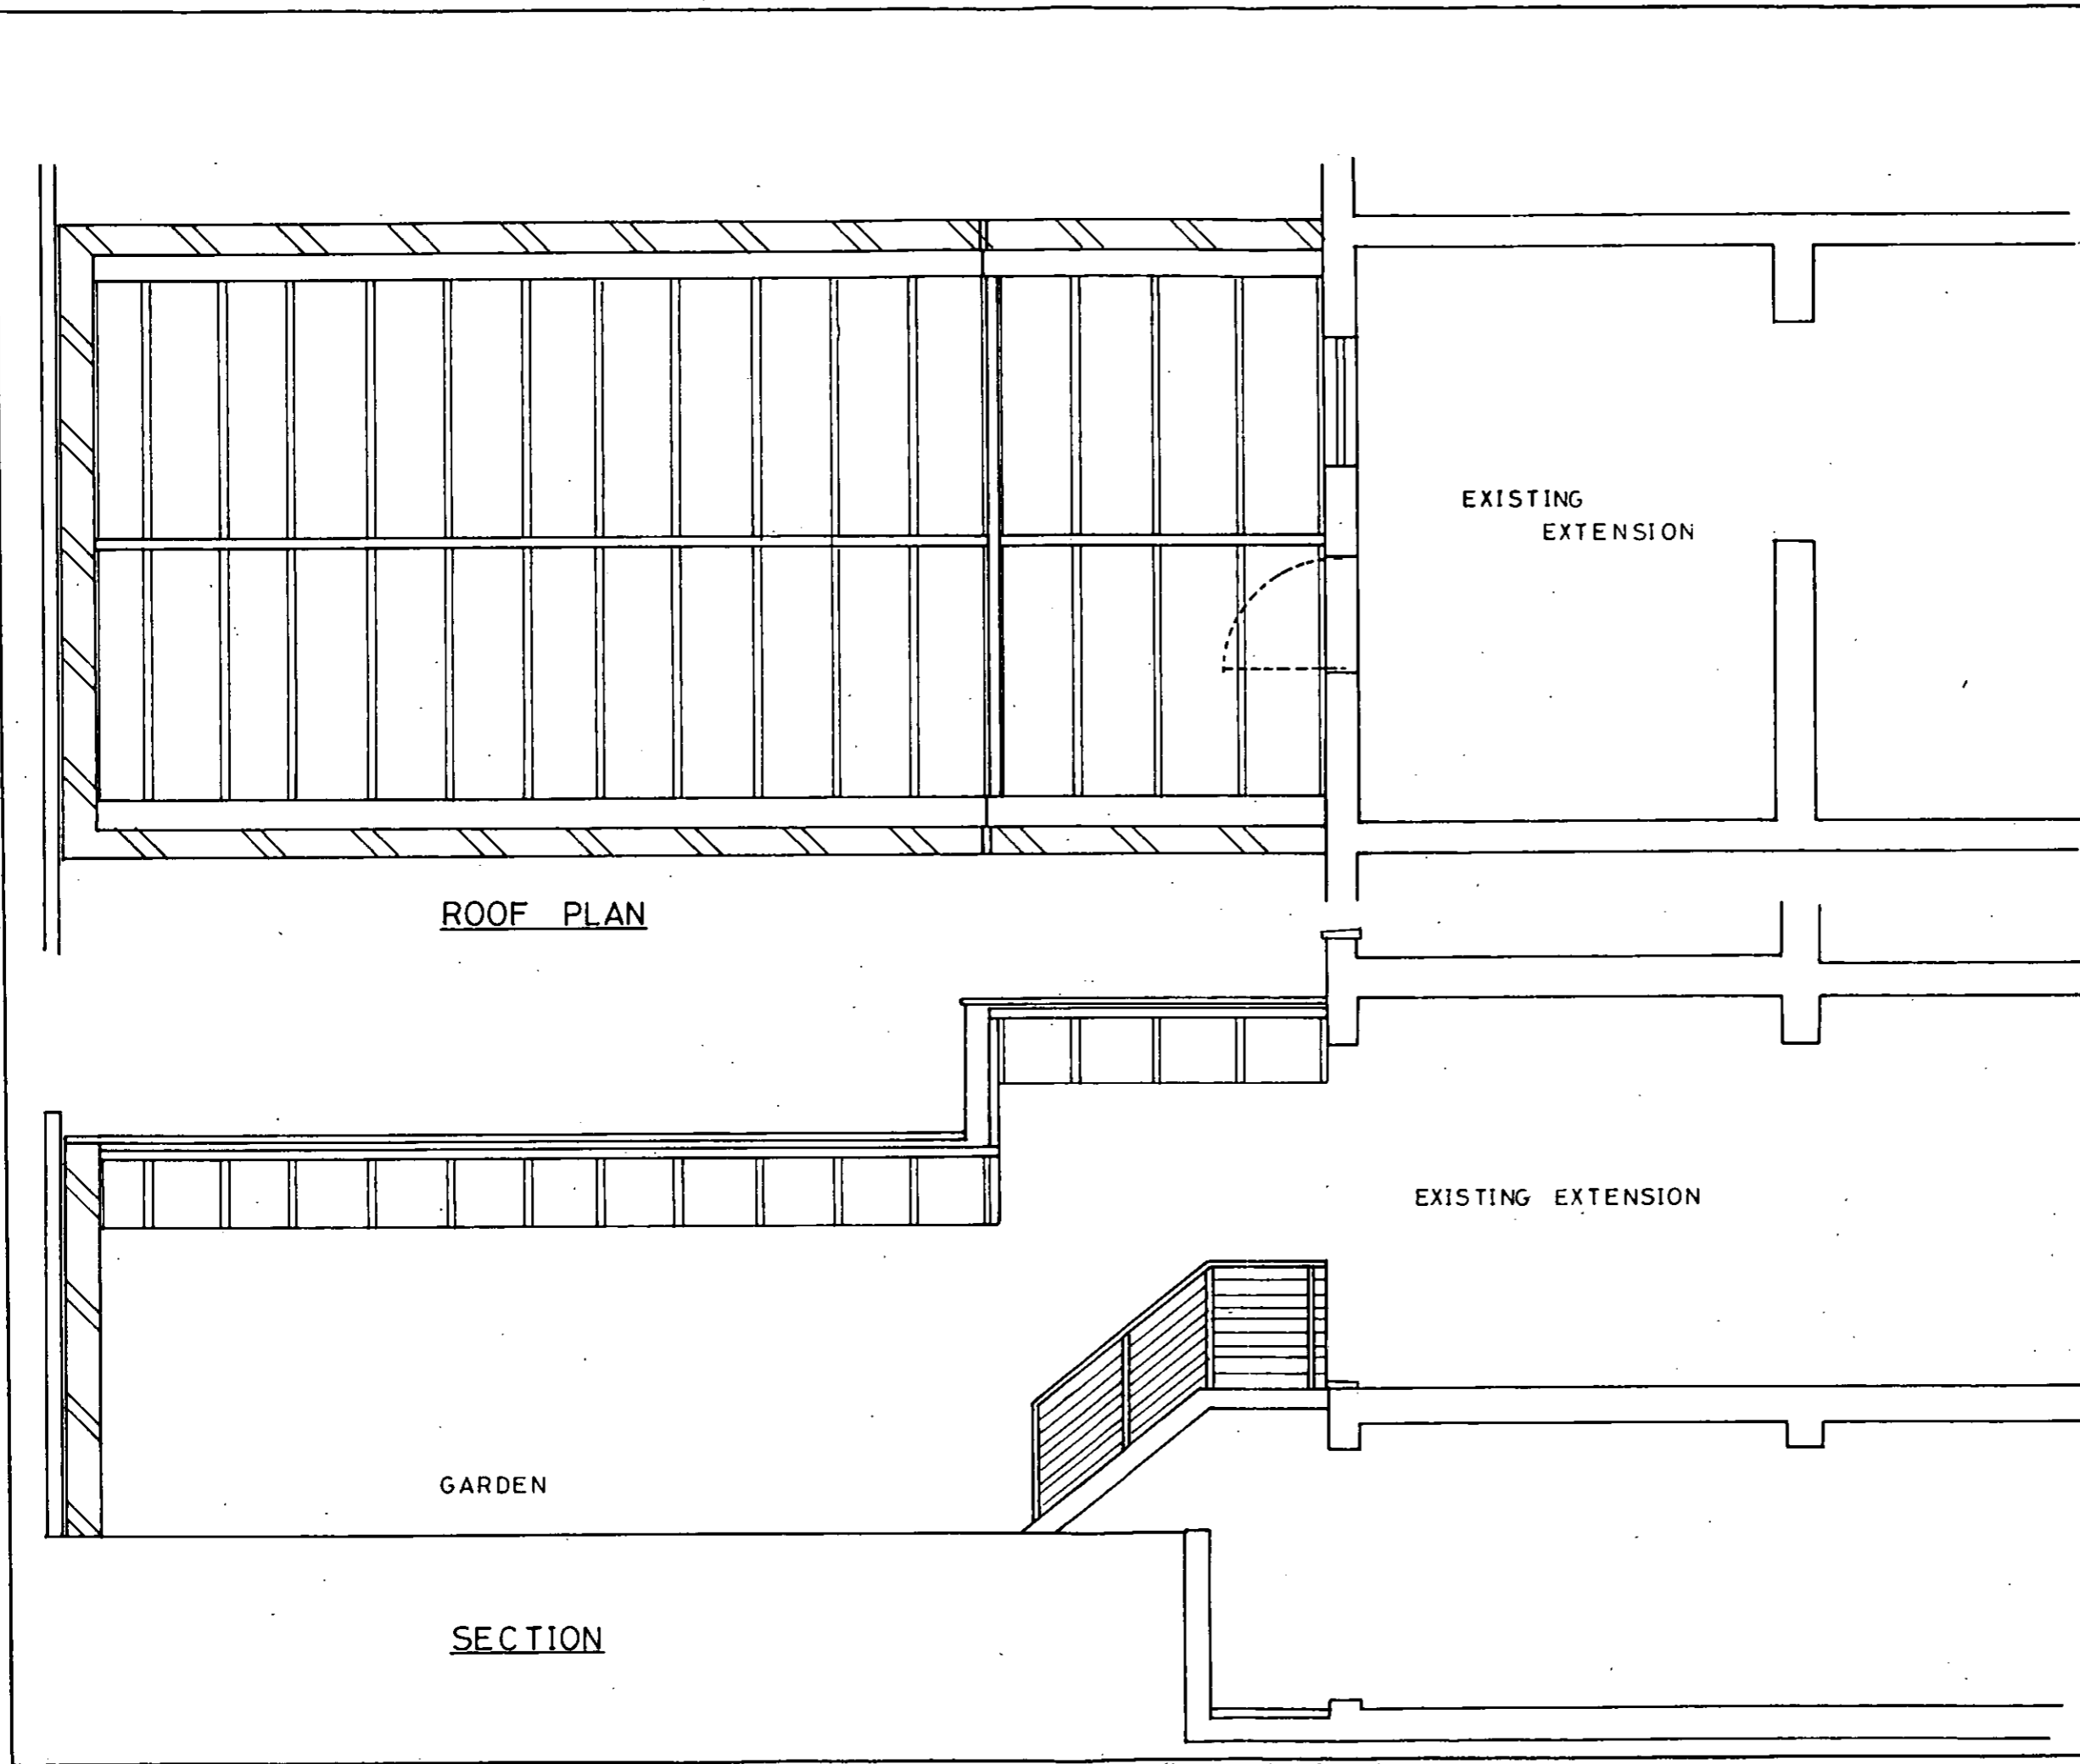 EXISTING
EXTENSION
ROOF PLAN
EXISTING EXTENSION
GARDEN
SECTION